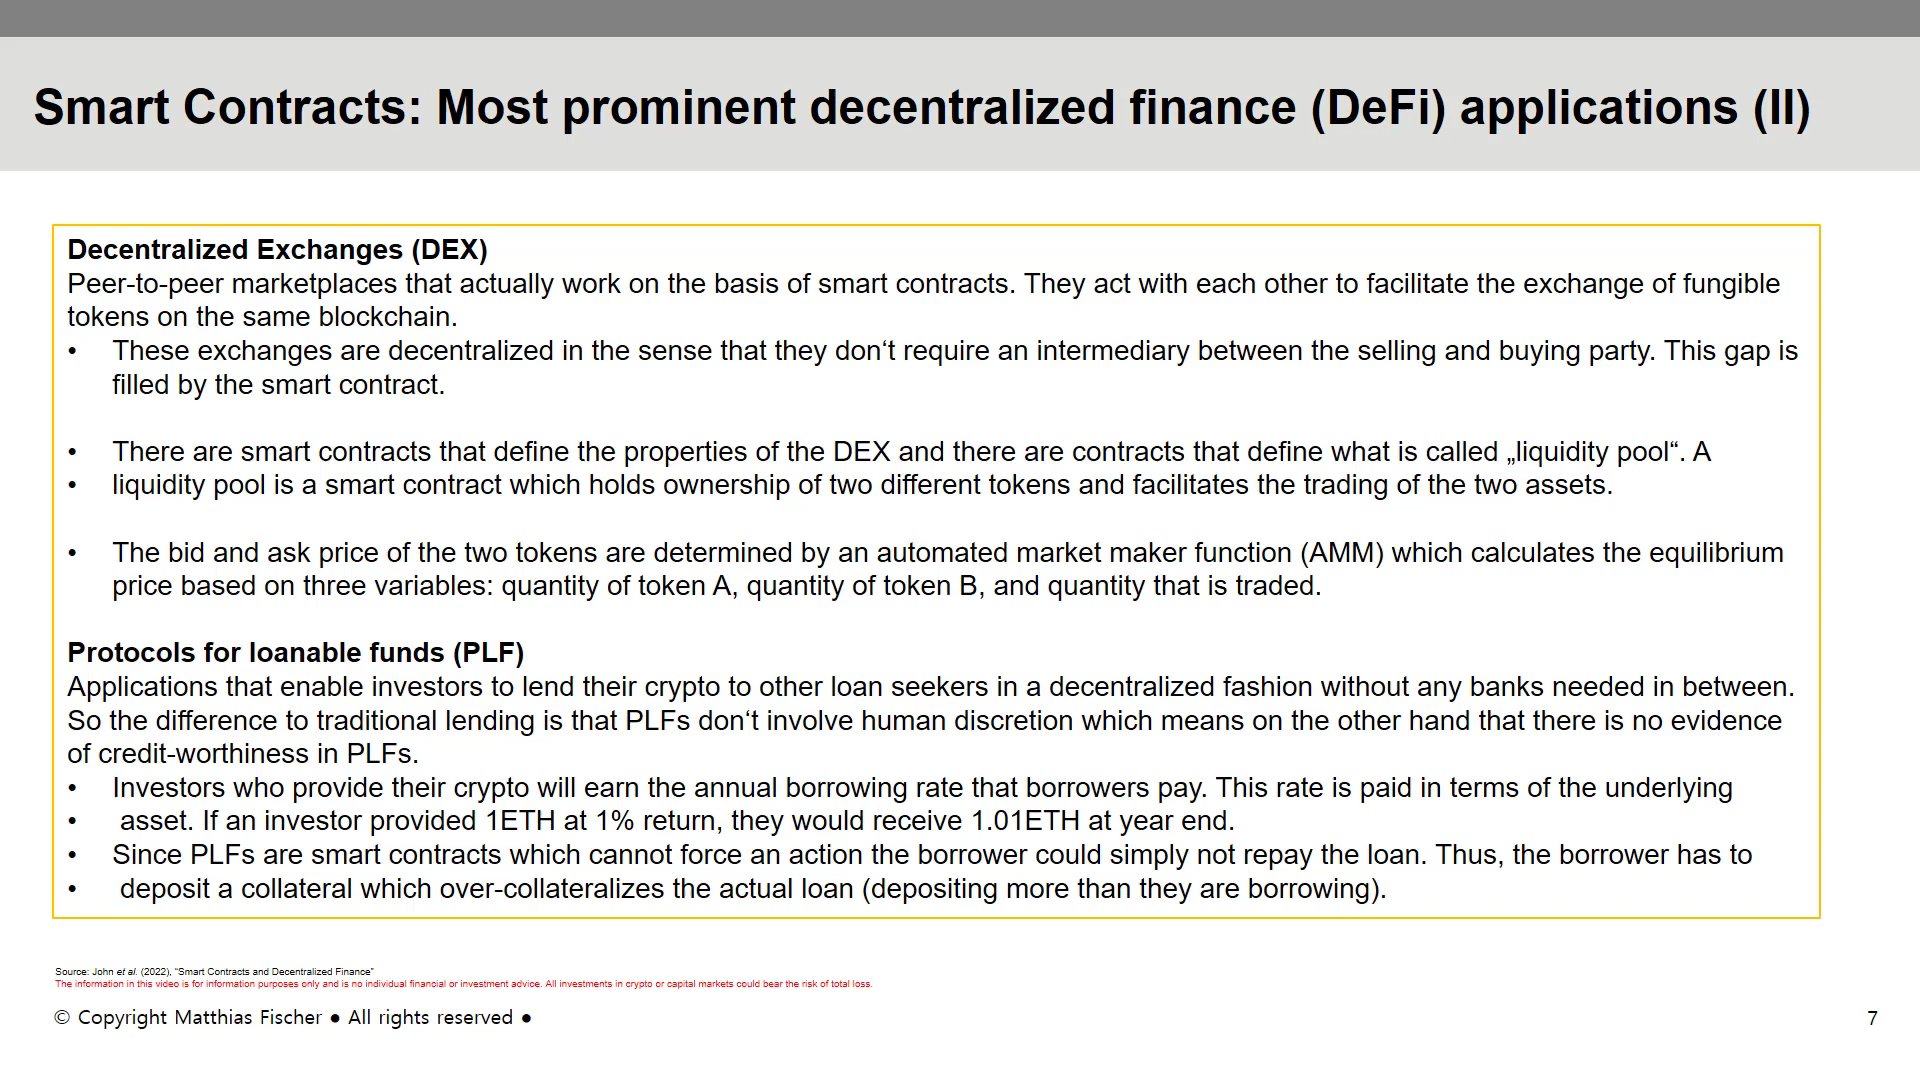 Smart Contracts: Most prominent decentralized finance (DeFi) applications (II)
Decentralized Exchanges (DEX)
Peer-to-peer marketplaces that actually work on the basis of smart contracts. They act with each other to facilitate the exchange of fungible
tokens on the same blockchain.
• These exchanges are decentralized in the sense that they don‘t require an intermediary between the selling and buying party. This gap is
filled by the smart contract.
• There are smart contracts that define the properties of the DEX and there are contracts that define what is called „liquidity pool“. A
• liquidity pool is a smart contract which holds ownership of two different tokens and facilitates the trading of the two assets.
• The bid and ask price of the two tokens are determined by an automated market maker function (AMM) which calculates the equilibrium
price based on three variables: quantity of token A, quantity of token B, and quantity that is traded.
Protocols for loanable funds (PLF)
Applications that enable investors to lend their crypto to other loan seekers in a decentralized fashion without any banks needed in between.
So the difference to traditional lending is that PLFs don‘t involve human discretion which means on the other hand that there is no evidence
of credit-worthiness in PLFs.
• Investors who provide their crypto will earn the annual borrowing rate that borrowers pay. This rate is paid in terms of the underlying
• asset. If an investor provided 1ETH at 1% return, they would receive 1.01ETH at year end.
• Since PLFs are smart contracts which cannot force an action the borrower could simply not repay the loan. Thus, the borrower has to
• deposit a collateral which over-collateralizes the actual loan (depositing more than they are borrowing).
Source: John et al. (2022), “Smart Contracts and Decentralized Finance”
The information in this video is for information purposes only and is no individual financial or investment advice. All investments in crypto or capital markets could bear the risk of total loss.
© Copyright Matthias Fischer ● All rights reserved ●
7